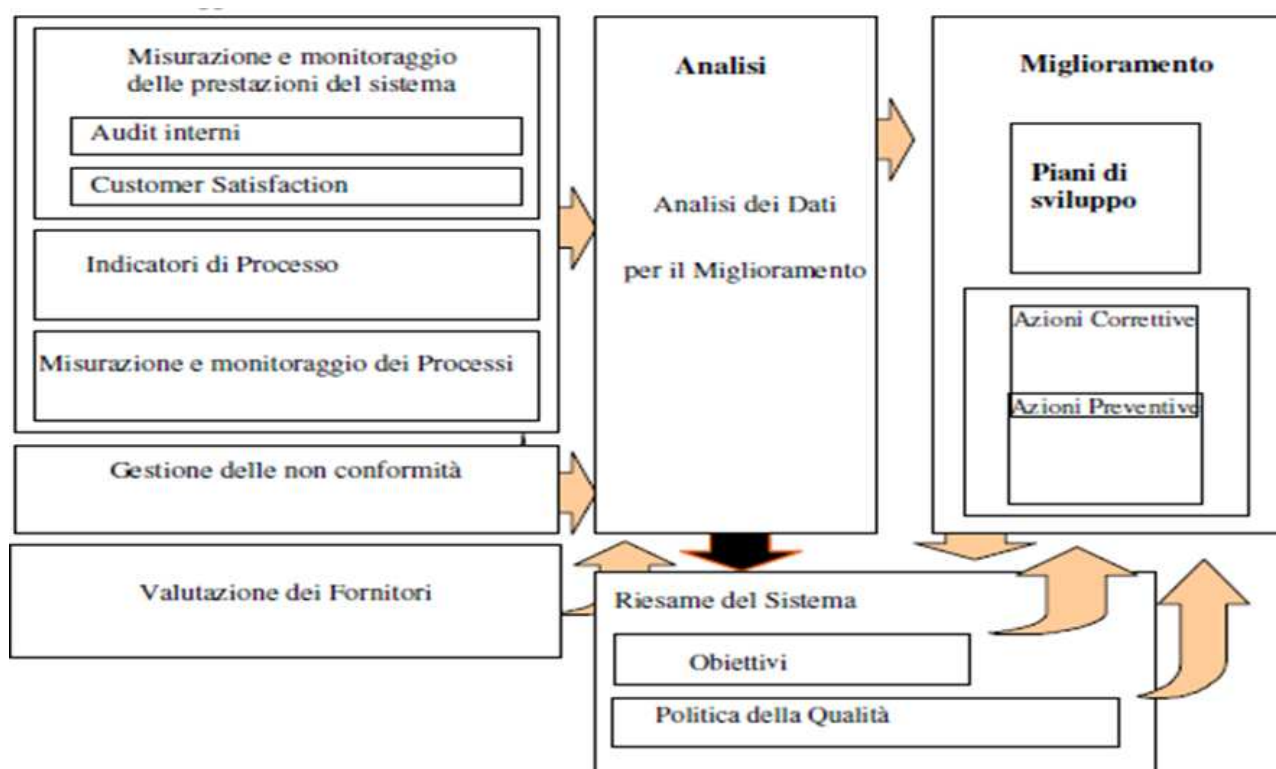 Misurazione e monitoraggio
delle prestazioni del sistema
Audit interni
Customer Satisfaction
Indicatori di Processo
Misurazione e monitoraggio dei Processi
Gestione delle non conformità
Valutazione dei Fornitori
Analisi
Analisi dei Dati
per il Miglioramento
Miglioramento
Piani di
sviluppo
Azioni Correttive
Azioni Preventive
Riesame del Sistema
Obiettivi
Politica della Qualità